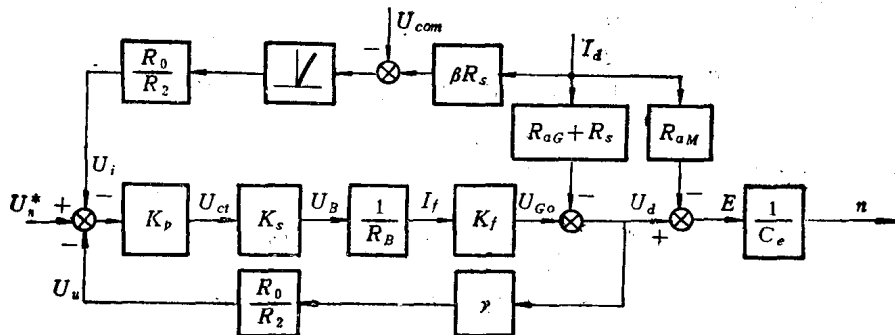 U_com
I_d
R_0/R_2
βR_s
R_aG + R_s
R_aM
U_i
U_n^*
+
−
K_p
U_ct
K_s
U_B
1/R_B
I_f
K_f
U_Go
−
U_d
+
−
E
1/C_e
n
−
−
U_u
R_0/R_2
γ